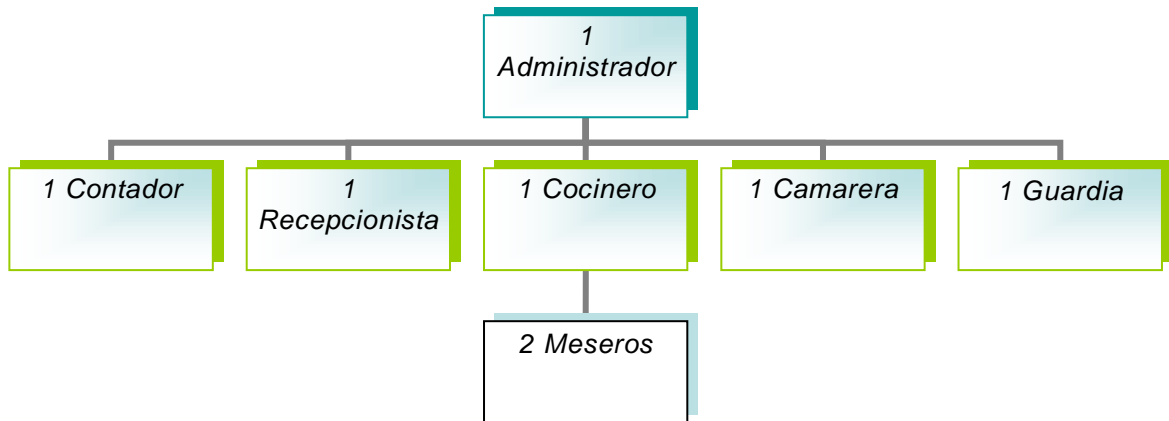 1
Administrador
1 Contador
1
Recepcionista
1 Cocinero
1 Camarera
1 Guardia
2 Meseros